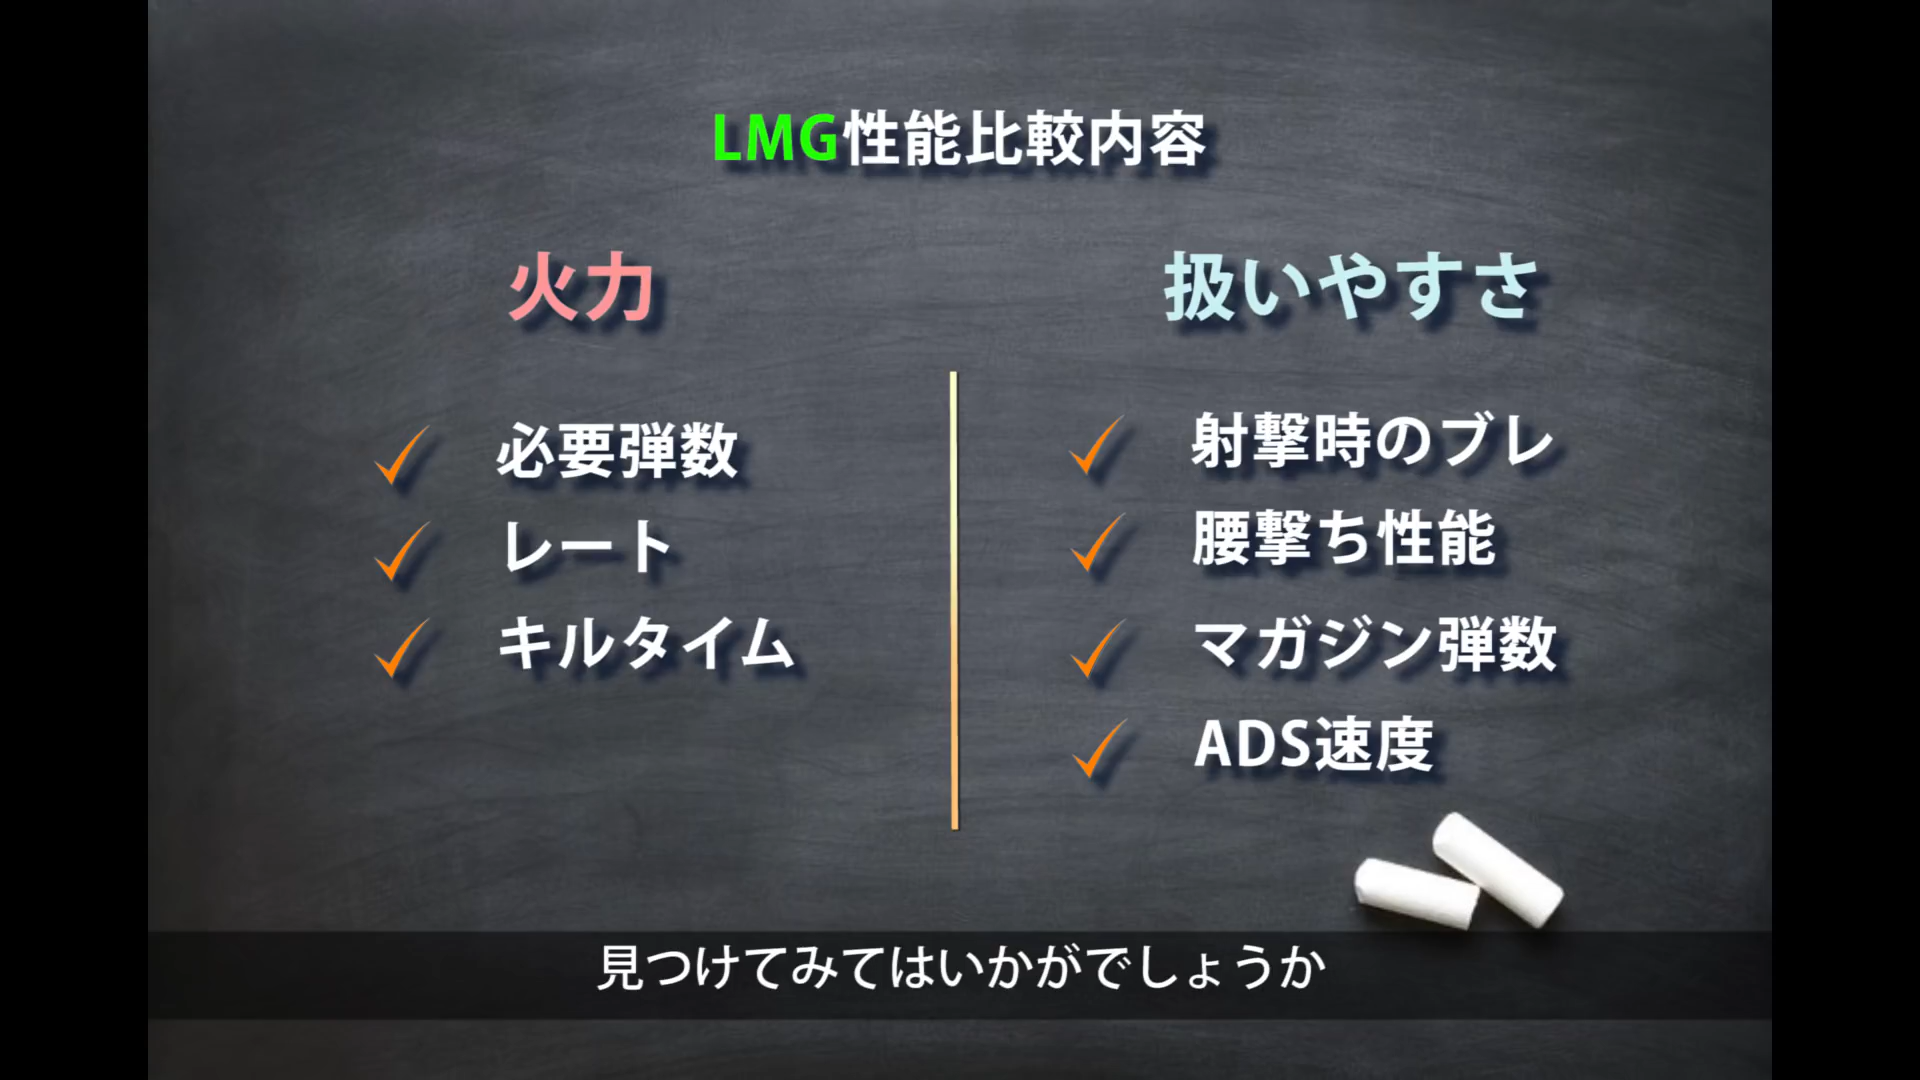 LMG性能比較内容
火力
必要弾数
レート
キルタイム
扱いやすさ
射撃時のブレ
腰撃ち性能
マガジン弾数
ADS速度
見つけてみてはいかがでしょうか